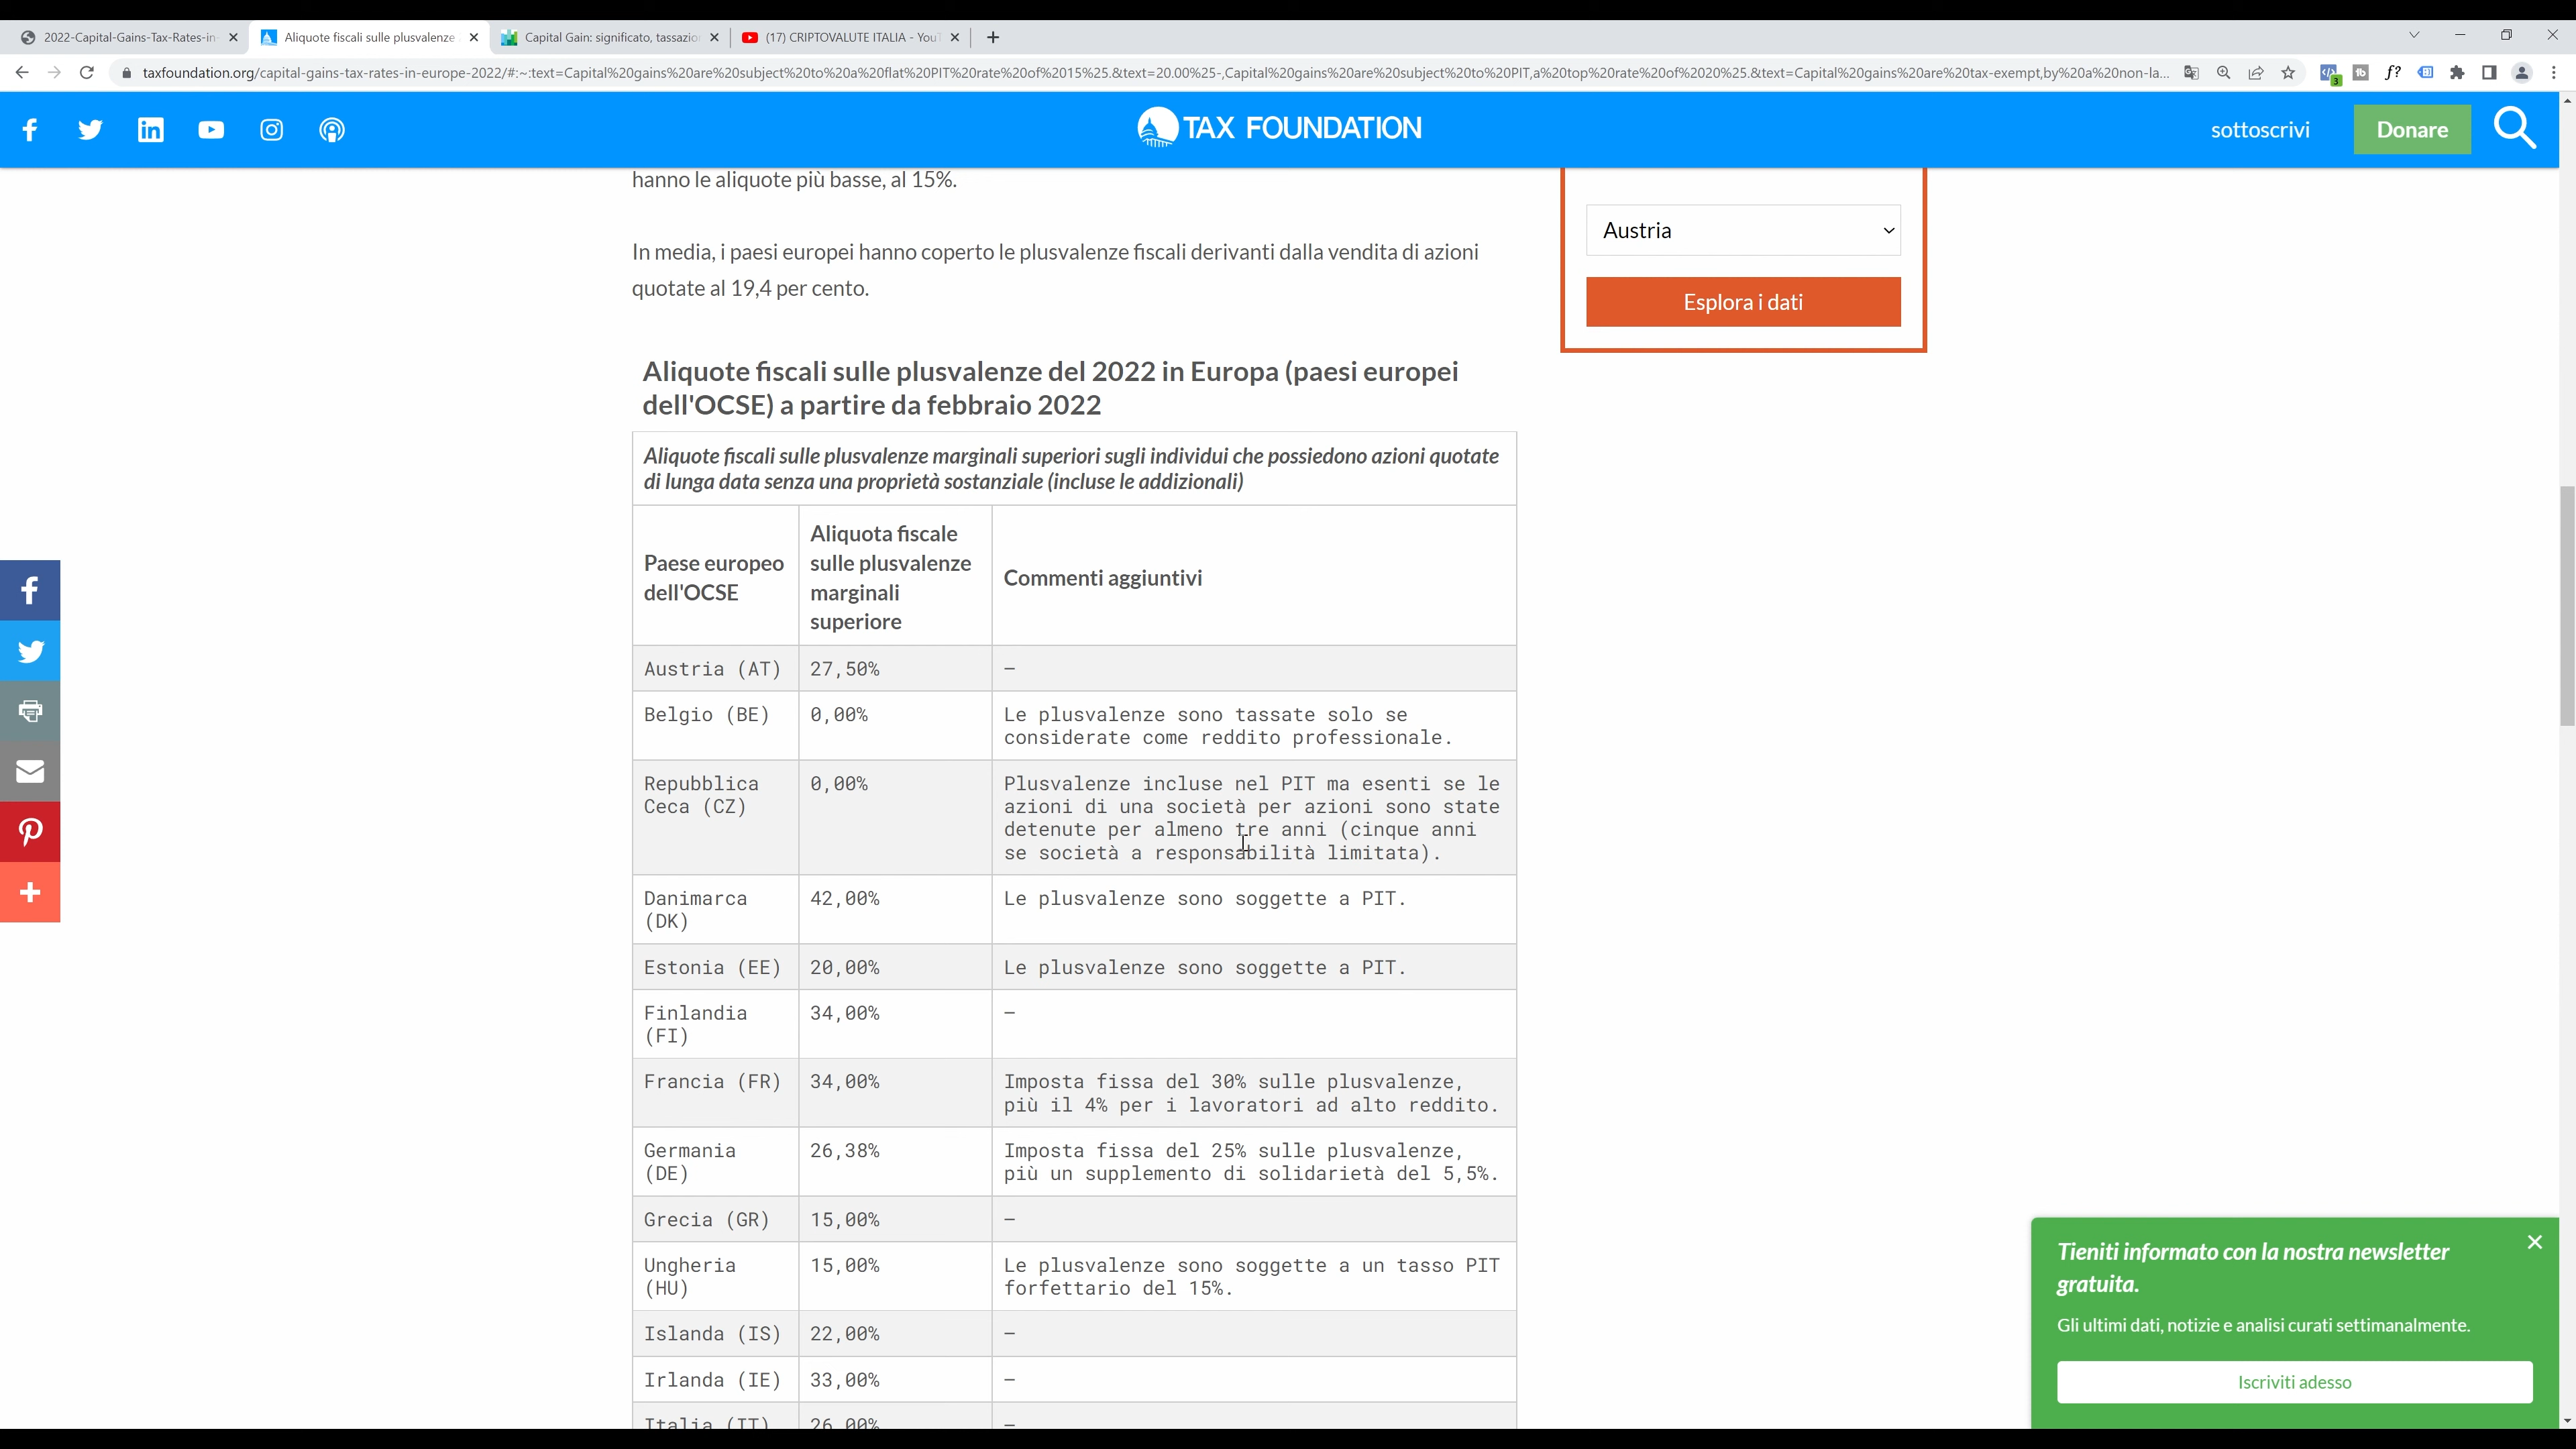 2022-Capital-Gains-Tax-Rates-in-
Aliquote fiscali sulle plusvalenze
Capital Gain: significato, tassazio
(17) CRIPTOVALUTE ITALIA - You
taxfoundation.org/capital-gains-tax-rates-in-europe-2022/#:~:text=Capital%20gains%20are%20subject%20to%20a%20flat%20PIT%20rate%20of%2015%25.&text=20.00%25-,Capital%20gains%20are%20subject%20to%20PIT,a%20top%20rate%20of%2020%25.&text=Capital%20gains%20are%20tax-exempt,by%20a%20non-la...
3
f?
TAX FOUNDATION
sottoscrivi
Donare
hanno le aliquote più basse, al 15%.
In media, i paesi europei hanno coperto le plusvalenze fiscali derivanti dalla vendita di azioni
quotate al 19,4 per cento.
Austria
Esplora i dati
Aliquote fiscali sulle plusvalenze del 2022 in Europa (paesi europei
dell'OCSE) a partire da febbraio 2022
Aliquote fiscali sulle plusvalenze marginali superiori sugli individui che possiedono azioni quotate
di lunga data senza una proprietà sostanziale (incluse le addizionali)
Paese europeo
dell'OCSE
Aliquota fiscale
sulle plusvalenze
marginali
superiore
Commenti aggiuntivi
Austria (AT) 27,50% –
Belgio (BE) 0,00% Le plusvalenze sono tassate solo se
considerate come reddito professionale.
Repubblica 0,00% Plusvalenze incluse nel PIT ma esenti se le
Ceca (CZ) azioni di una società per azioni sono state
detenute per almeno tre anni (cinque anni
se società a responsabilità limitata).
Danimarca 42,00% Le plusvalenze sono soggette a PIT.
(DK)
Estonia (EE) 20,00% Le plusvalenze sono soggette a PIT.
Finlandia 34,00% –
(FI)
Francia (FR) 34,00% Imposta fissa del 30% sulle plusvalenze,
più il 4% per i lavoratori ad alto reddito.
Germania 26,38% Imposta fissa del 25% sulle plusvalenze,
(DE) più un supplemento di solidarietà del 5,5%.
Grecia (GR) 15,00% –
Ungheria 15,00% Le plusvalenze sono soggette a un tasso PIT
(HU) forfettario del 15%.
Islanda (IS) 22,00% –
Irlanda (IE) 33,00% –
Italia (IT) 26,00% –
Tieniti informato con la nostra newsletter
gratuita.
Gli ultimi dati, notizie e analisi curati settimanalmente.
Iscriviti adesso